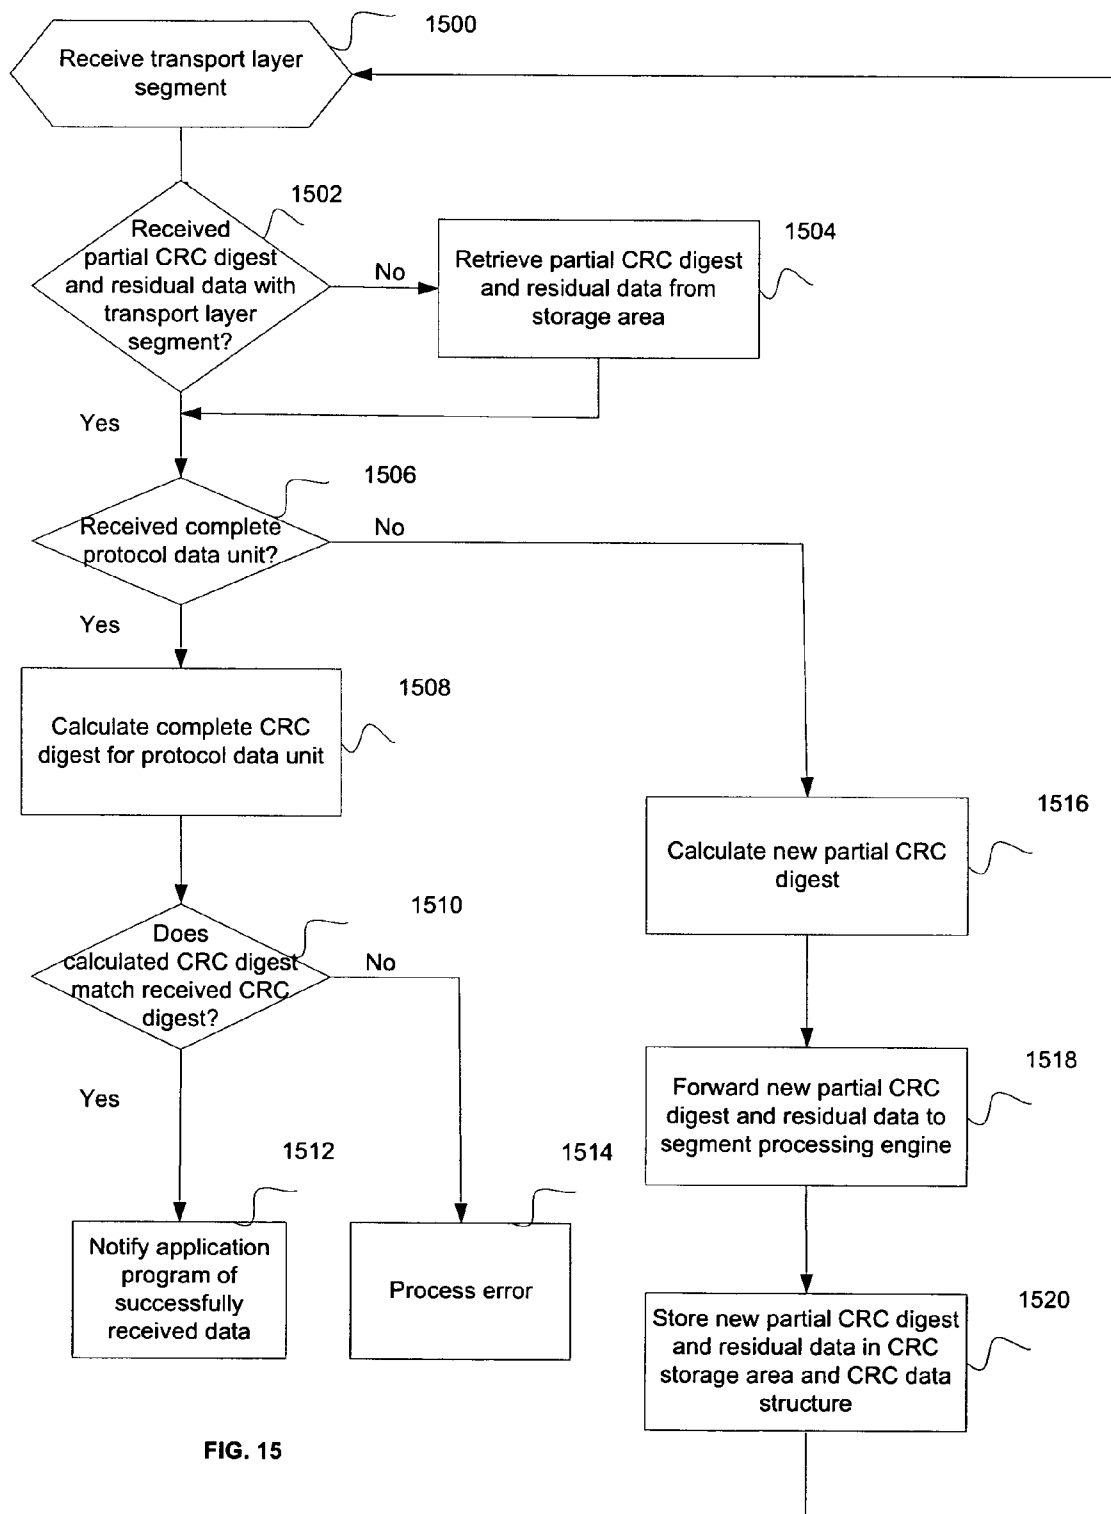 1500
Receive transport layer
segment
1502
Received
partial CRC digest
and residual data with
transport layer
segment?
No
1504
Retrieve partial CRC digest
and residual data from
storage area
Yes
1506
Received complete
protocol data unit?
No
Yes
1508
Calculate complete CRC
digest for protocol data unit
1516
Calculate new partial CRC
digest
1510
Does
calculated CRC digest
match received CRC
digest?
No
Yes
1518
Forward new partial CRC
digest and residual data to
segment processing engine
1512
Notify application
program of
successfully
received data
1514
Process error
1520
Store new partial CRC digest
and residual data in CRC
storage area and CRC data
structure
FIG. 15